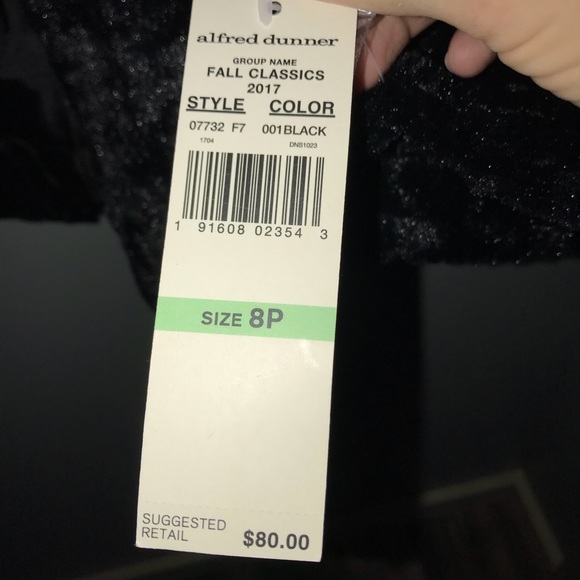 alfred dunner
GROUP NAME
FALL CLASSICS
2017
STYLE COLOR
07732 F7 001BLACK
1704 DNS1023
1 91608 02354 3
SIZE 8P
SUGGESTED
RETAIL $80.00